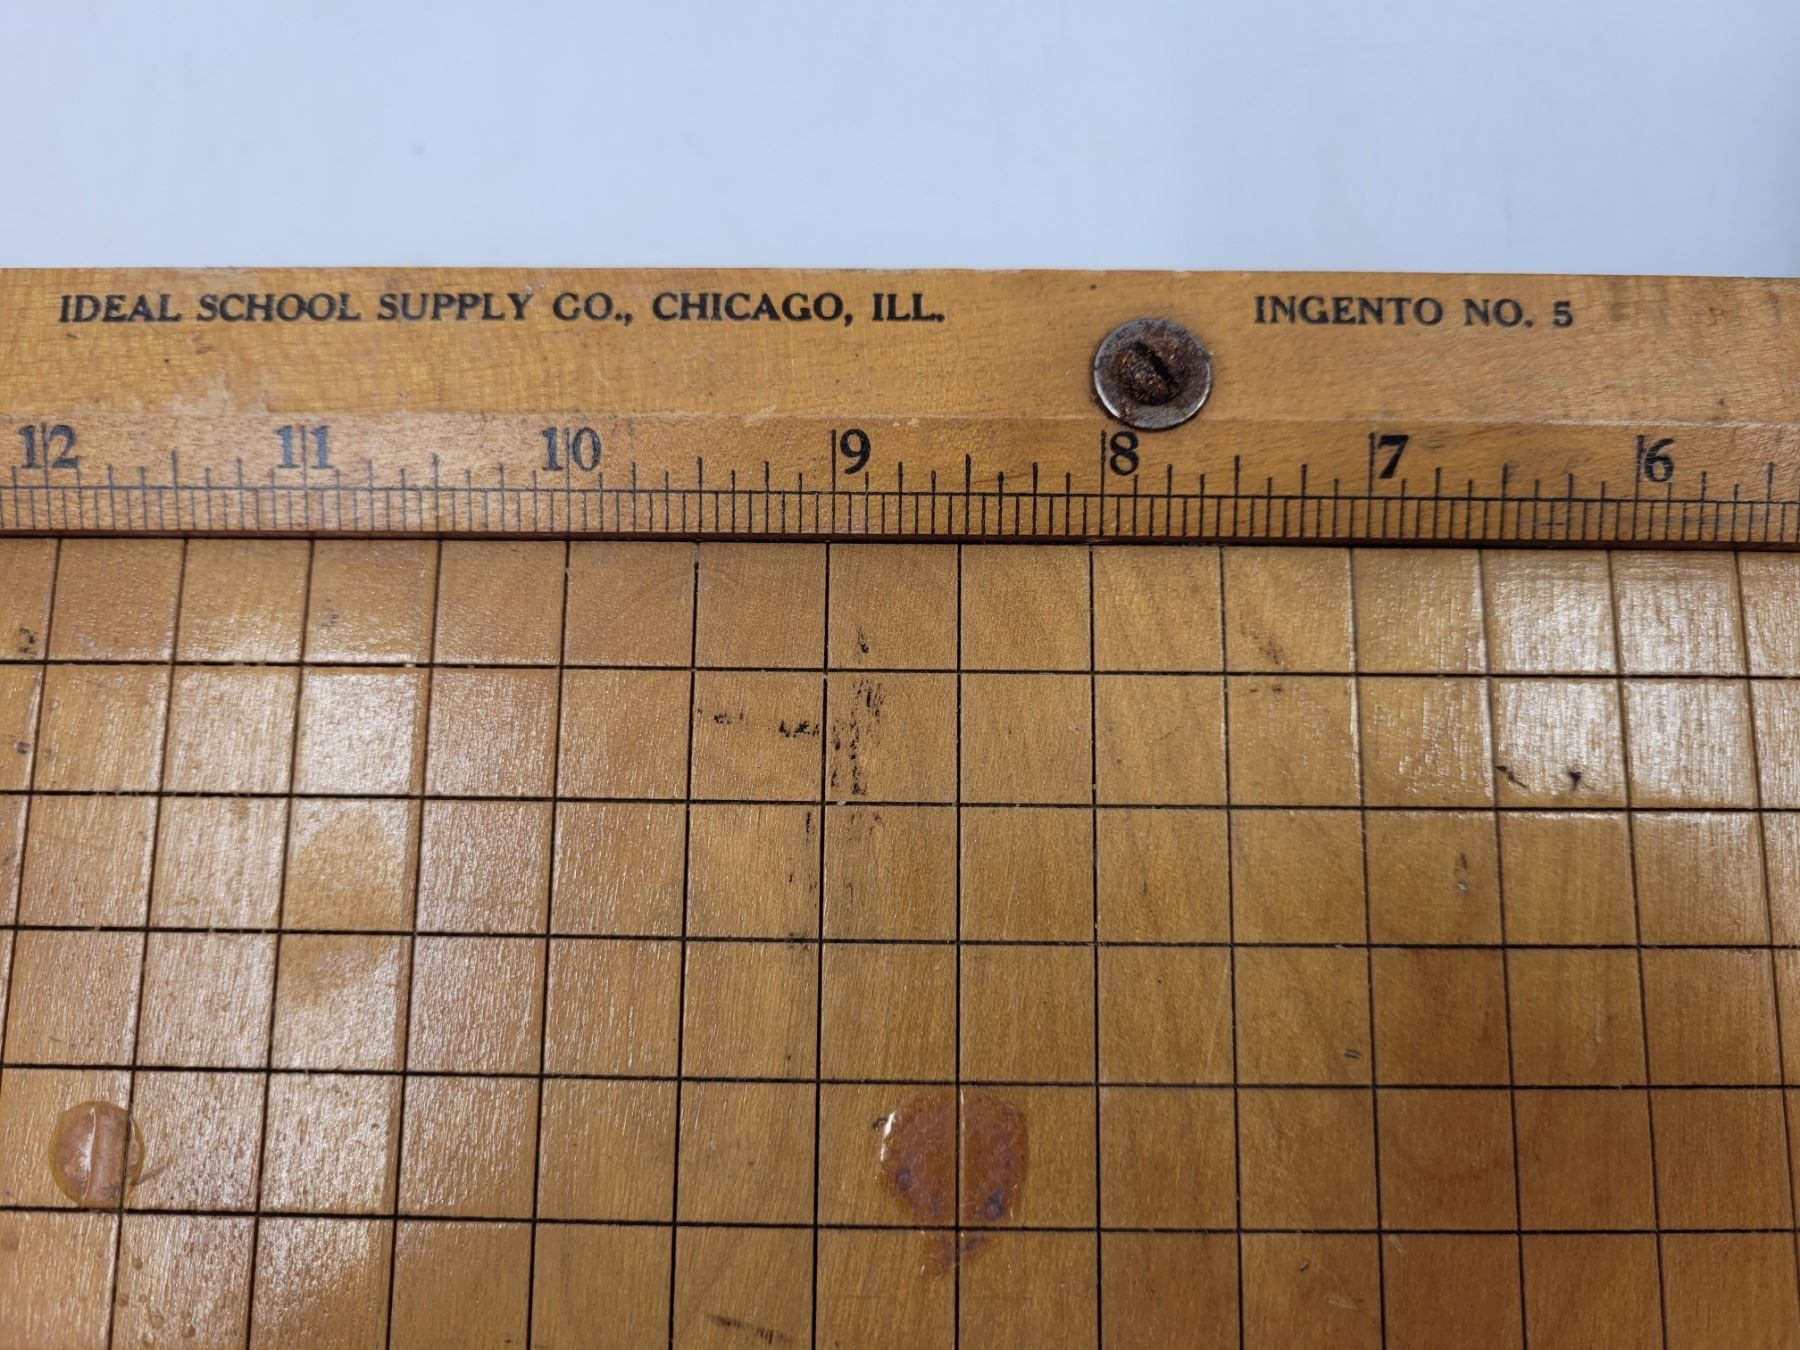 IDEAL SCHOOL SUPPLY CO., CHICAGO, ILL. INGENTO NO. 5
12 11 10 9 8 7 6